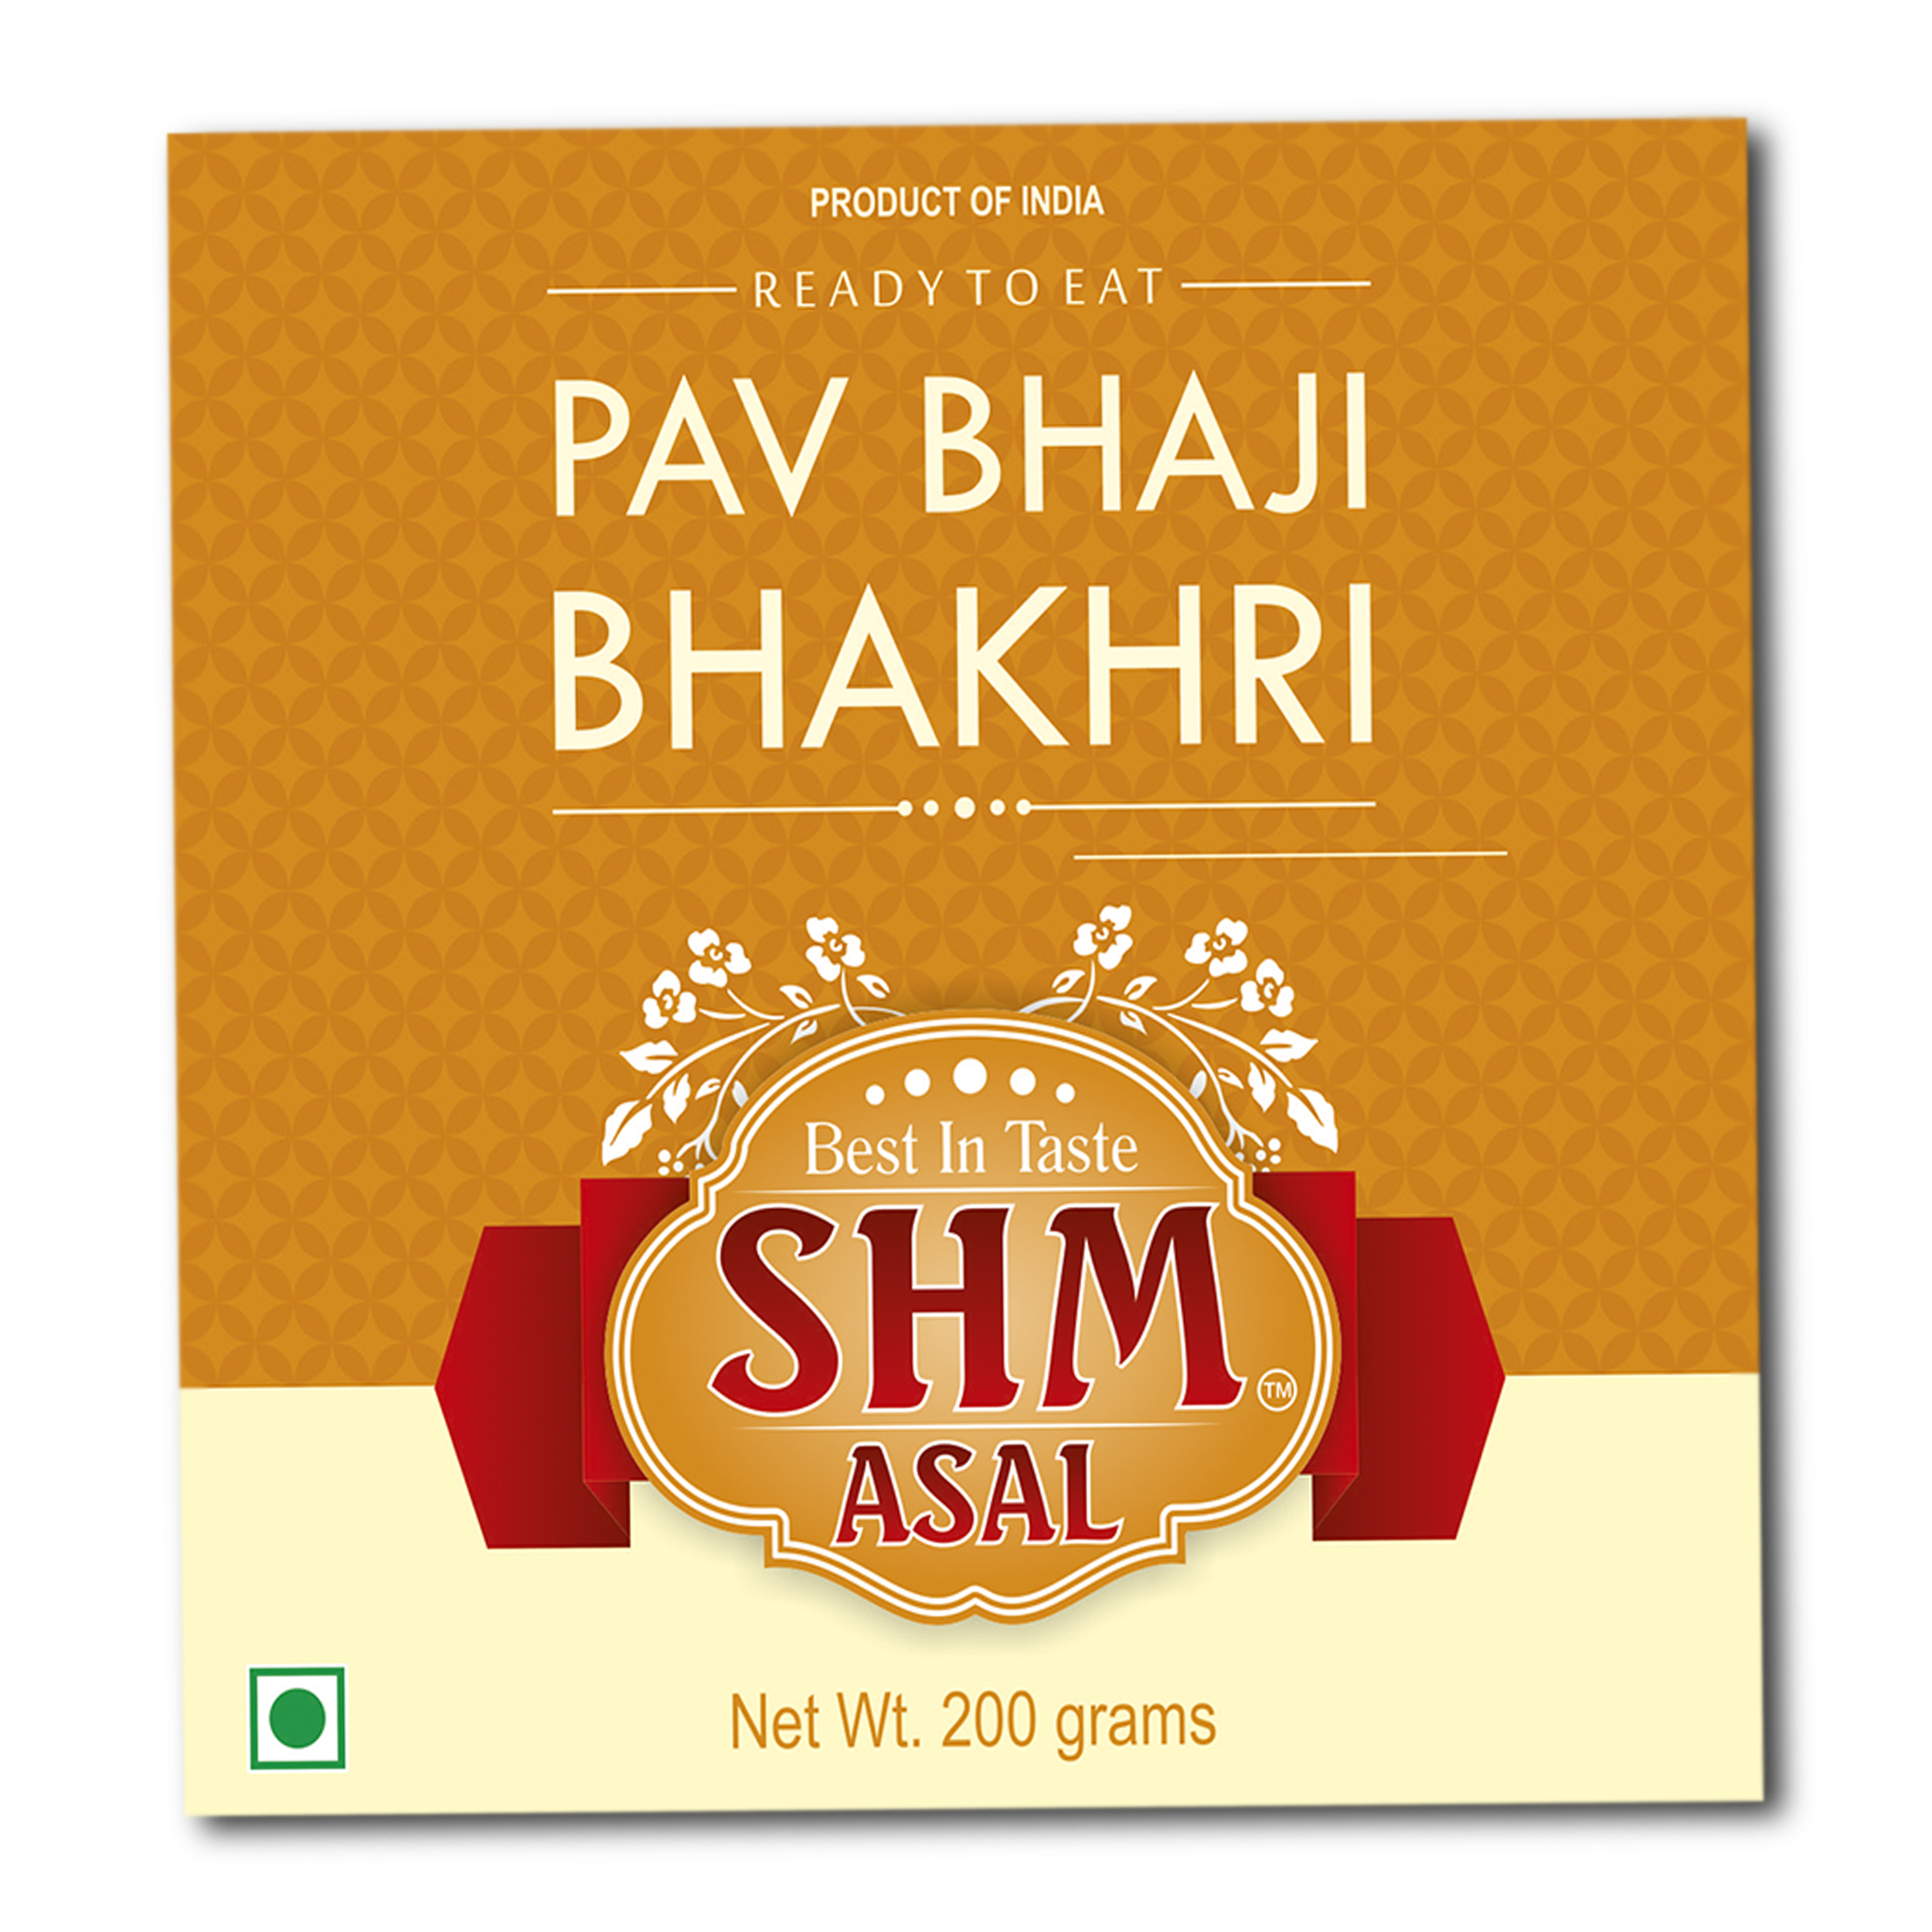 PRODUCT OF INDIA
READY TO EAT
PAV BHAJI
BHAKHRI
Best In Taste
SHM
TM
ASAL
Net Wt. 200 grams